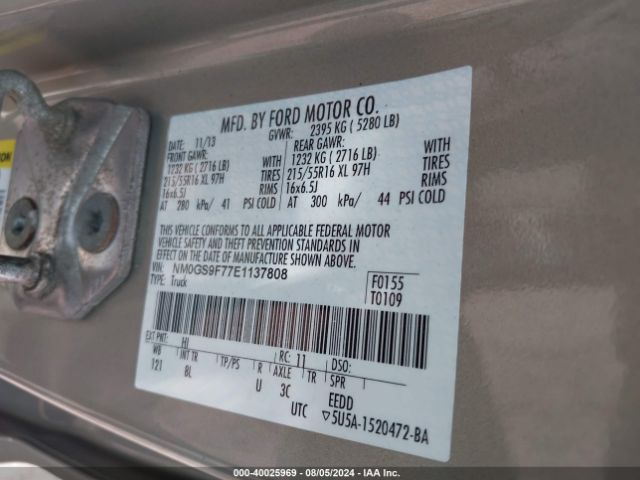 MFD. BY FORD MOTOR CO.
DATE: 11/13 GVWR: 2395 KG ( 5280 LB)
FRONT GAWR: WITH REAR GAWR: WITH
1232 KG ( 2716 LB) TIRES 1232 KG ( 2716 LB) TIRES
215/55R16 XL 97H RIMS 215/55R16 XL 97H RIMS
16x6.5J 16x6.5J
AT 280 kPa/ 41 PSI COLD AT 300 kPa/ 44 PSI COLD
THIS VEHICLE CONFORMS TO ALL APPLICABLE FEDERAL MOTOR
VEHICLE SAFETY AND THEFT PREVENTION STANDARDS IN
EFFECT ON THE DATE OF MANUFACTURE SHOWN ABOVE.
VIN: NM0GS9F77E1137808 F0155
TYPE: Truck T0109
EXT PNT: HI RC: 11 DSO:
WB INT TR TP/PS R AXLE TR SPR
121 8L U 3C EEDD
UTC ▽5U5A-1520472-BA
000-40025969 - 08/05/2024 - IAA Inc.